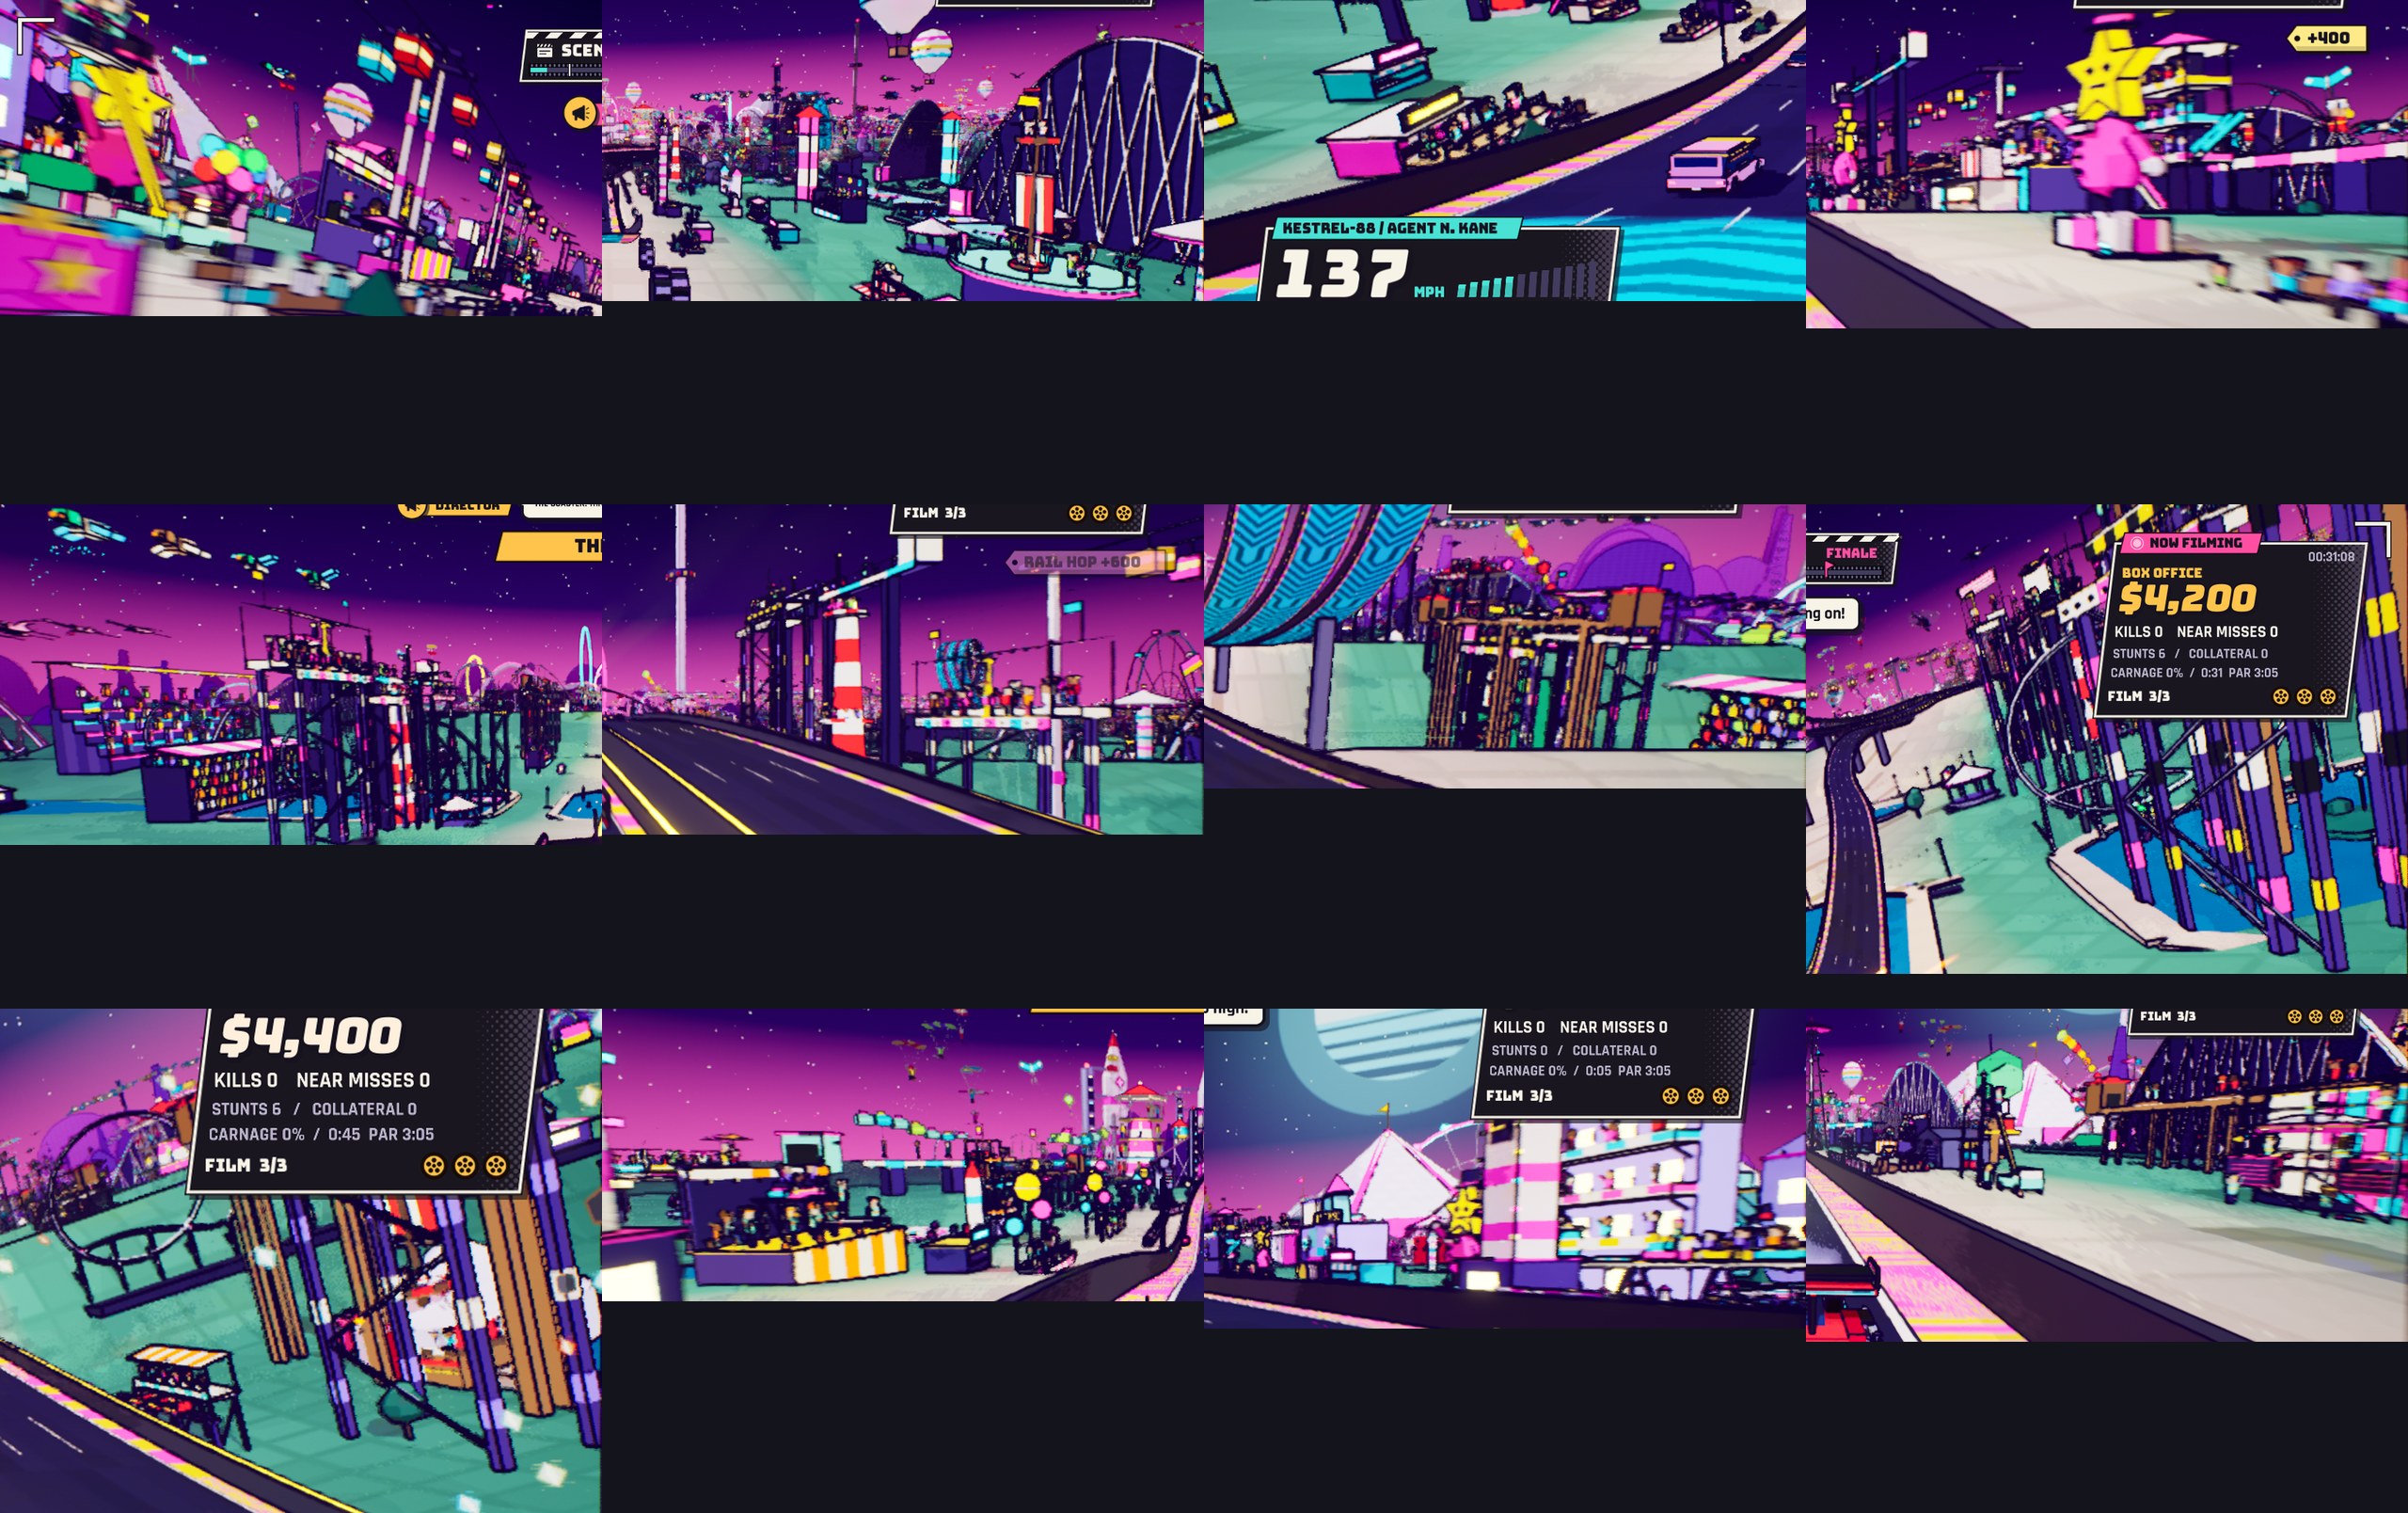 SCEN
KESTREL-88 / AGENT N. KANE
137
MPH
+400
DIRECTOR
TH
FILM 3/3
RAIL HOP +600
FINALE
ng on!
NOW FILMING
00:31:08
BOX OFFICE
$4,200
KILLS 0 NEAR MISSES 0
STUNTS 6 / COLLATERAL 0
CARNAGE 0% / 0:31 PAR 3:05
FILM 3/3
$4,400
KILLS 0 NEAR MISSES 0
STUNTS 6 / COLLATERAL 0
CARNAGE 0% / 0:45 PAR 3:05
FILM 3/3
high!
KILLS 0 NEAR MISSES 0
STUNTS 0 / COLLATERAL 0
CARNAGE 0% / 0:05 PAR 3:05
FILM 3/3
FILM 3/3